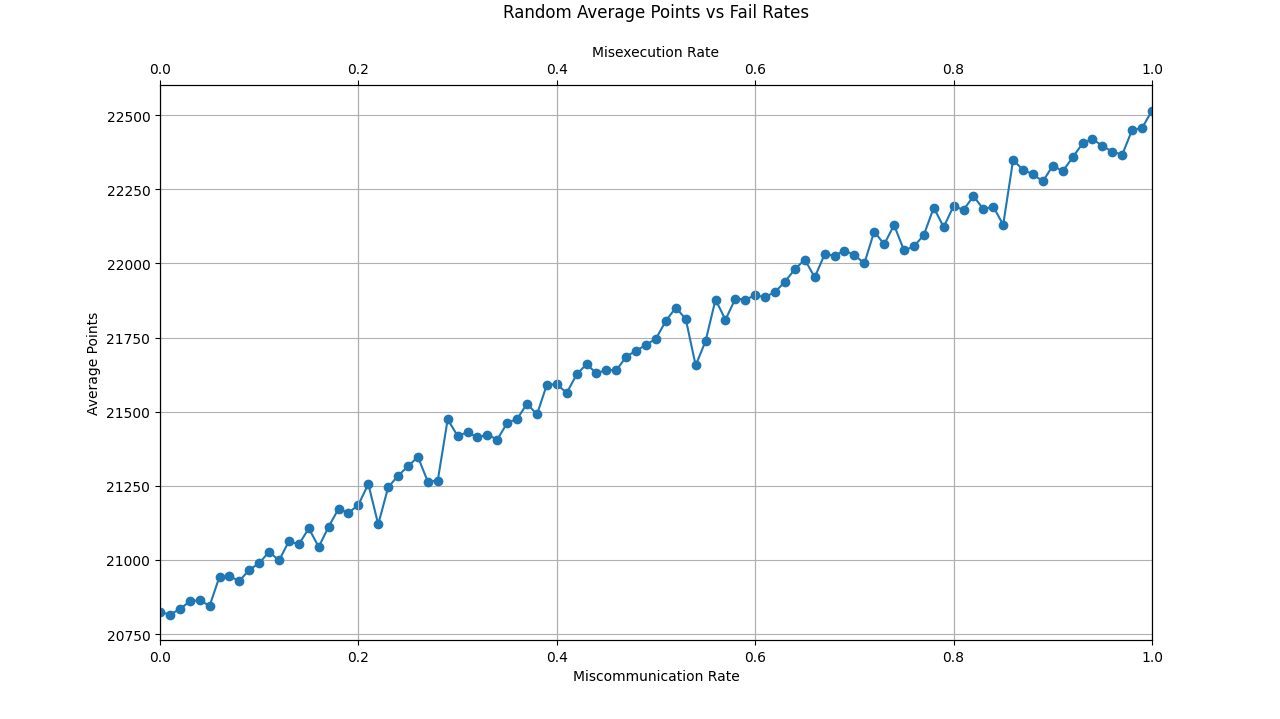 Random Average Points vs Fail Rates
Misexecution Rate
0.0 0.2 0.4 0.6 0.8 1.0
22500
22250
22000
21750
21500
21250
21000
20750
Average Points
0.0 0.2 0.4 0.6 0.8 1.0
Miscommunication Rate